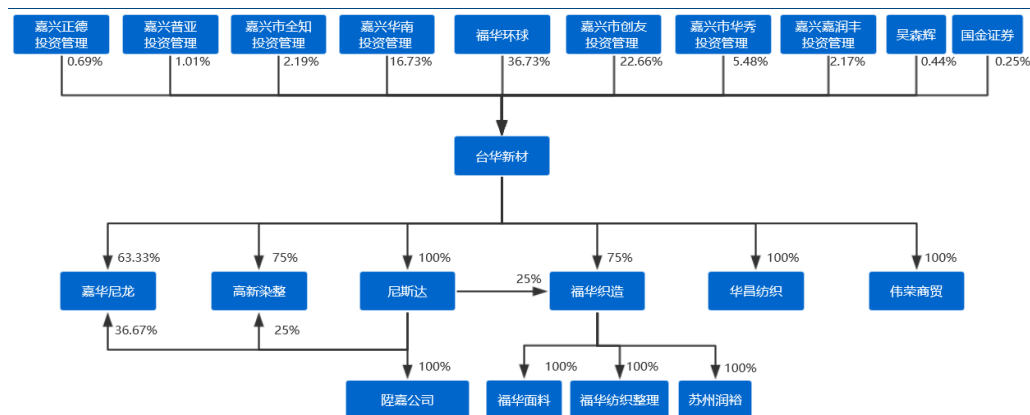 嘉兴正德
投资管理
嘉兴普亚
投资管理
嘉兴市全知
投资管理
嘉兴华南
投资管理
福华环球
嘉兴市创友
投资管理
嘉兴市华秀
投资管理
嘉兴嘉润丰
投资管理
吴森辉
国金证券
0.69%
1.01%
2.19%
16.73%
36.73%
22.66%
5.48%
2.17%
0.44%
0.25%
台华新材
63.33%
75%
100%
75%
100%
100%
25%
嘉华尼龙
高新染整
尼斯达
福华织造
华昌纺织
伟荣商贸
36.67%
25%
100%
100%
100%
100%
陞嘉公司
福华面料
福华纺织整理
苏州润裕